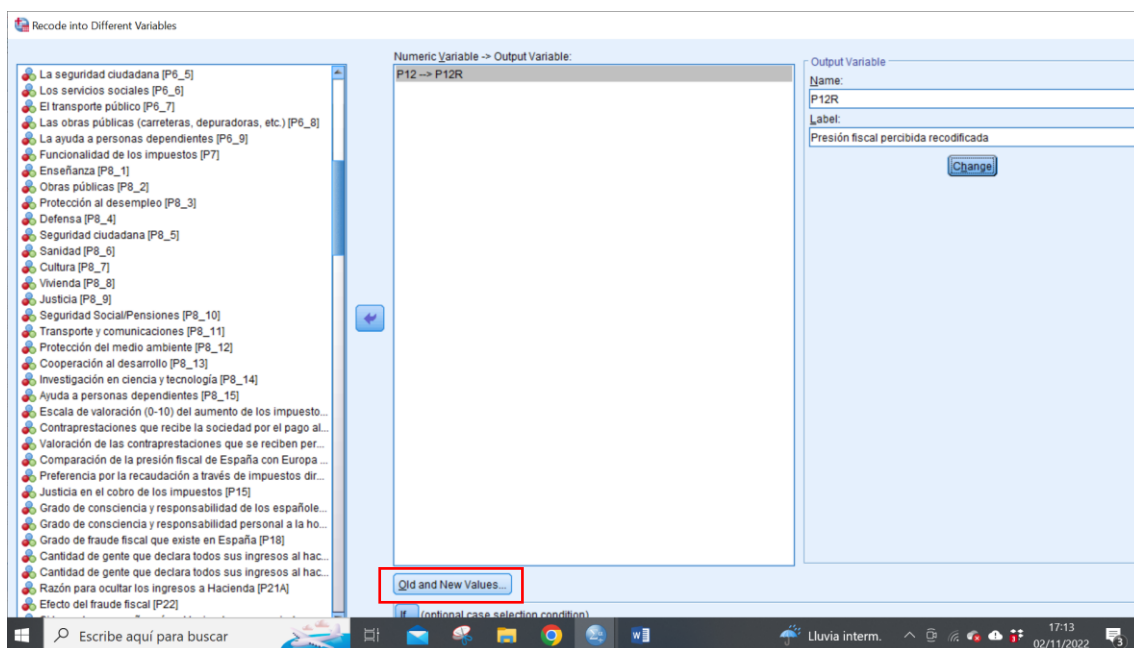 Recode into Different Variables
La seguridad ciudadana [P6_5]
Los servicios sociales [P6_6]
El transporte público [P6_7]
Las obras públicas (carreteras, depuradoras, etc.) [P6_8]
La ayuda a personas dependientes [P6_9]
Funcionalidad de los impuestos [P7]
Enseñanza [P8_1]
Obras públicas [P8_2]
Protección al desempleo [P8_3]
Defensa [P8_4]
Seguridad ciudadana [P8_5]
Sanidad [P8_6]
Cultura [P8_7]
Vivienda [P8_8]
Justicia [P8_9]
Seguridad Social/Pensiones [P8_10]
Transporte y comunicaciones [P8_11]
Protección del medio ambiente [P8_12]
Cooperación al desarrollo [P8_13]
Investigación en ciencia y tecnología [P8_14]
Ayuda a personas dependientes [P8_15]
Escala de valoración (0-10) del aumento de los impuesto...
Contraprestaciones que recibe la sociedad por el pago al...
Valoración de las contraprestaciones que se reciben per...
Comparación de la presión fiscal de España con Europa ...
Preferencia por la recaudación a través de impuestos dir...
Justicia en el cobro de los impuestos [P15]
Grado de consciencia y responsabilidad de los españole...
Grado de consciencia y responsabilidad personal a la ho...
Grado de fraude fiscal que existe en España [P18]
Cantidad de gente que declara todos sus ingresos al hac...
Cantidad de gente que declara todos sus ingresos al hac...
Razón para ocultar los ingresos a Hacienda [P21A]
Efecto del fraude fiscal [P22]
Numeric Variable -> Output Variable:
P12 --> P12R
Old and New Values...
If... (optional case selection condition)
Output Variable
Name:
P12R
Label:
Presión fiscal percibida recodificada
Change
Escribe aquí para buscar
Lluvia interm.
17:13
02/11/2022
3